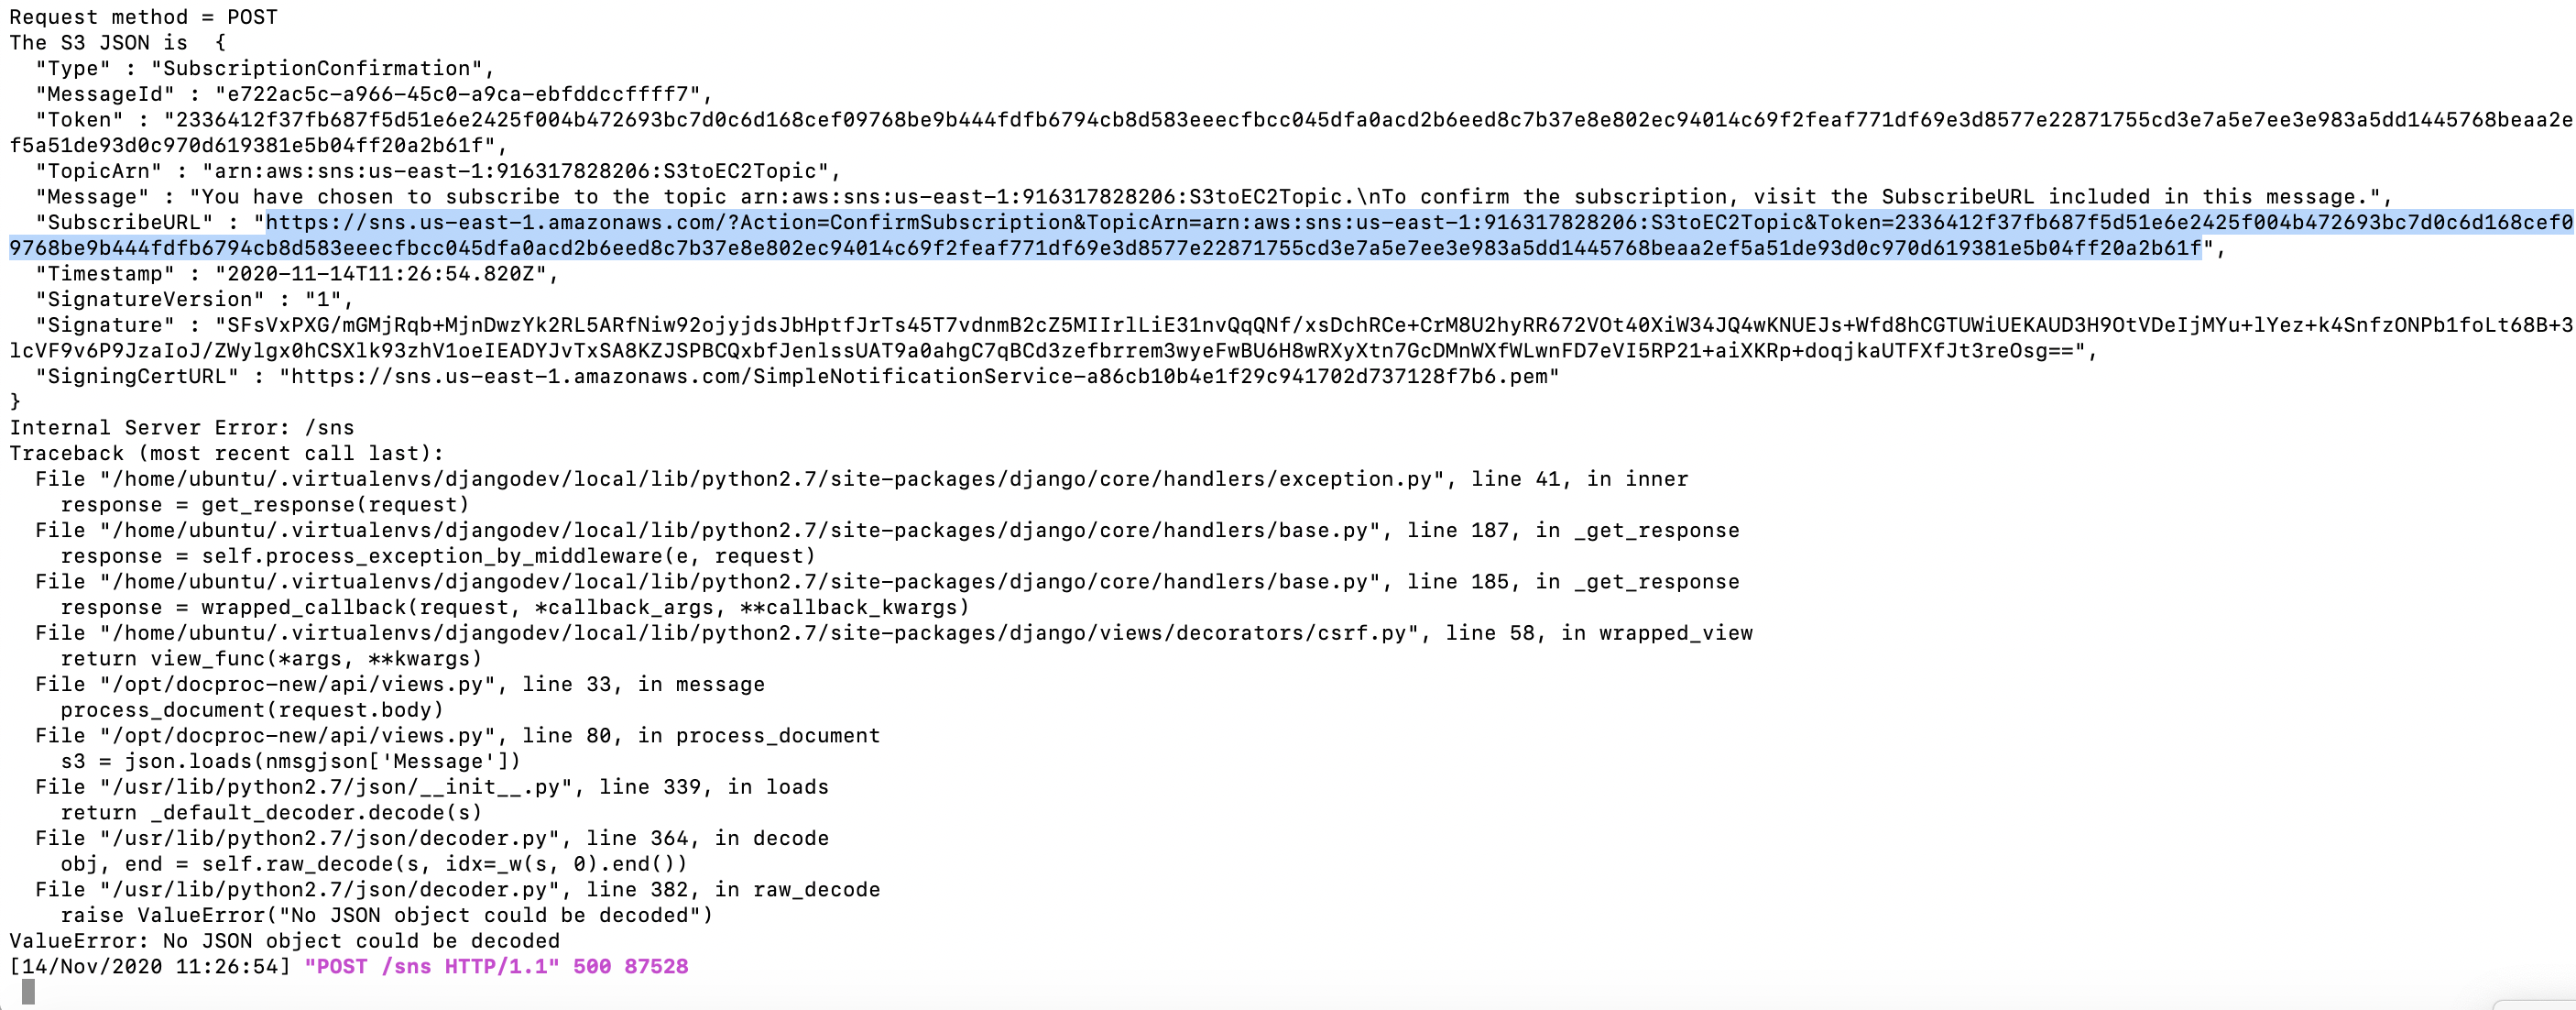 Request method = POST
The S3 JSON is  {
  "Type" : "SubscriptionConfirmation",
  "MessageId" : "e722ac5c-a966-45c0-a9ca-ebfddccffff7",
  "Token" : "2336412f37fb687f5d51e6e2425f004b472693bc7d0c6d168cef09768be9b444fdfb6794cb8d583eeecfbcc045dfa0acd2b6eed8c7b37e8e802ec94014c69f2feaf771df69e3d8577e22871755cd3e7a5e7ee3e983a5dd1445768beaa2e
f5a51de93d0c970d619381e5b04ff20a2b61f",
  "TopicArn" : "arn:aws:sns:us-east-1:916317828206:S3toEC2Topic",
  "Message" : "You have chosen to subscribe to the topic arn:aws:sns:us-east-1:916317828206:S3toEC2Topic.\nTo confirm the subscription, visit the SubscribeURL included in this message.",
  "SubscribeURL" : "https://sns.us-east-1.amazonaws.com/?Action=ConfirmSubscription&TopicArn=arn:aws:sns:us-east-1:916317828206:S3toEC2Topic&Token=2336412f37fb687f5d51e6e2425f004b472693bc7d0c6d168cef0
9768be9b444fdfb6794cb8d583eeecfbcc045dfa0acd2b6eed8c7b37e8e802ec94014c69f2feaf771df69e3d8577e22871755cd3e7a5e7ee3e983a5dd1445768beaa2ef5a51de93d0c970d619381e5b04ff20a2b61f",
  "Timestamp" : "2020-11-14T11:26:54.820Z",
  "SignatureVersion" : "1",
  "Signature" : "SFsVxPXG/mGMjRqb+MjnDwzYk2RL5ARfNiw92ojyjdsJbHptfJrTs45T7vdnmB2cZ5MIIrlLiE31nvQqQNf/xsDchRCe+CrM8U2hyRR672VOt40XiW34JQ4wKNUEJs+Wfd8hCGTUWiUEKAUD3H9OtVDeIjMYu+lYez+k4SnfzONPb1foLt68B+3
lcVF9v6P9JzaIoJ/ZWylgx0hCSXlk93zhV1oeIEADYJvTxSA8KZJSPBCQxbfJenlssUAT9a0ahgC7qBCd3zefbrrem3wyeFwBU6H8wRXyXtn7GcDMnWXfWLwnFD7eVI5RP21+aiXKRp+doqjkaUTFXfJt3reOsg==",
  "SigningCertURL" : "https://sns.us-east-1.amazonaws.com/SimpleNotificationService-a86cb10b4e1f29c941702d737128f7b6.pem"
}
Internal Server Error: /sns
Traceback (most recent call last):
  File "/home/ubuntu/.virtualenvs/djangodev/local/lib/python2.7/site-packages/django/core/handlers/exception.py", line 41, in inner
    response = get_response(request)
  File "/home/ubuntu/.virtualenvs/djangodev/local/lib/python2.7/site-packages/django/core/handlers/base.py", line 187, in _get_response
    response = self.process_exception_by_middleware(e, request)
  File "/home/ubuntu/.virtualenvs/djangodev/local/lib/python2.7/site-packages/django/core/handlers/base.py", line 185, in _get_response
    response = wrapped_callback(request, *callback_args, **callback_kwargs)
  File "/home/ubuntu/.virtualenvs/djangodev/local/lib/python2.7/site-packages/django/views/decorators/csrf.py", line 58, in wrapped_view
    return view_func(*args, **kwargs)
  File "/opt/docproc-new/api/views.py", line 33, in message
    process_document(request.body)
  File "/opt/docproc-new/api/views.py", line 80, in process_document
    s3 = json.loads(nmsgjson['Message'])
  File "/usr/lib/python2.7/json/__init__.py", line 339, in loads
    return _default_decoder.decode(s)
  File "/usr/lib/python2.7/json/decoder.py", line 364, in decode
    obj, end = self.raw_decode(s, idx=_w(s, 0).end())
  File "/usr/lib/python2.7/json/decoder.py", line 382, in raw_decode
    raise ValueError("No JSON object could be decoded")
ValueError: No JSON object could be decoded
[14/Nov/2020 11:26:54] "POST /sns HTTP/1.1" 500 87528